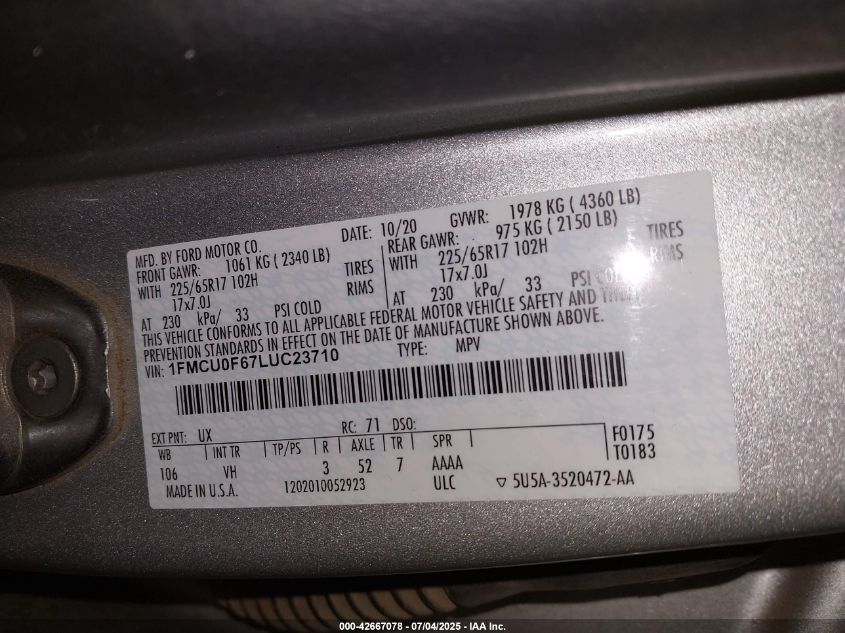 MFD. BY FORD MOTOR CO. DATE: 10/20 GVWR: 1978 KG ( 4360 LB)
FRONT GAWR: 1061 KG ( 2340 LB) REAR GAWR: 975 KG ( 2150 LB)
WITH 225/65R17 102H TIRES WITH 225/65R17 102H TIRES
17x7.0J RIMS 17x7.0J RIMS
AT 230 kPa/ 33 PSI COLD AT 230 kPa/ 33 PSI COLD
THIS VEHICLE CONFORMS TO ALL APPLICABLE FEDERAL MOTOR VEHICLE SAFETY AND THEFT
PREVENTION STANDARDS IN EFFECT ON THE DATE OF MANUFACTURE SHOWN ABOVE.
VIN: 1FMCU0F67LUC23710 TYPE: MPV
EXT PNT: UX RC: 71 DSO:
WB INT TR TP/PS R AXLE TR SPR F0175
106 VH 3 52 7 AAAA T0183
MADE IN U.S.A. 1202010052923 ULC ▽ 5U5A-3520472-AA
000-42667078 - 07/04/2025 - IAA Inc.